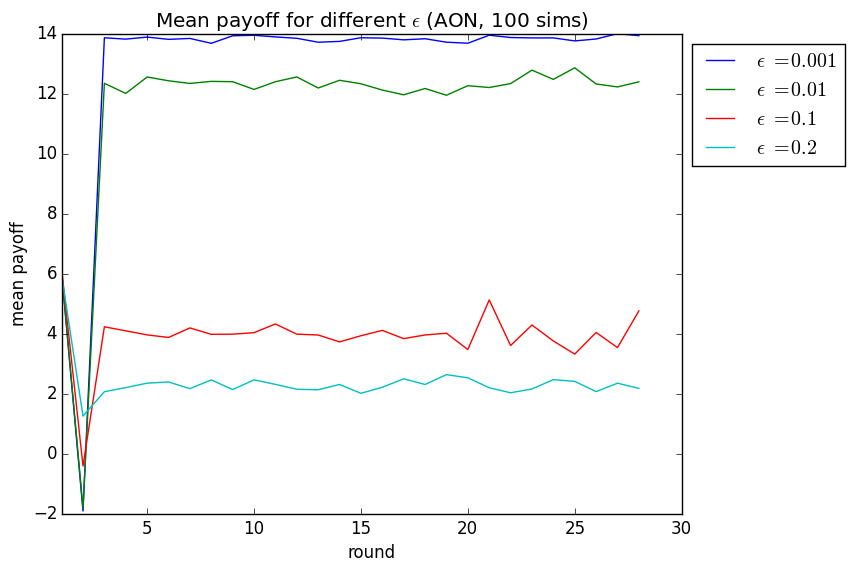 Mean payoff for different ϵ (AON, 100 sims)
14
12
10
8
6
4
2
0
−2
mean payoff
5
10
15
20
25
30
round
ϵ =0.001
ϵ =0.01
ϵ =0.1
ϵ =0.2